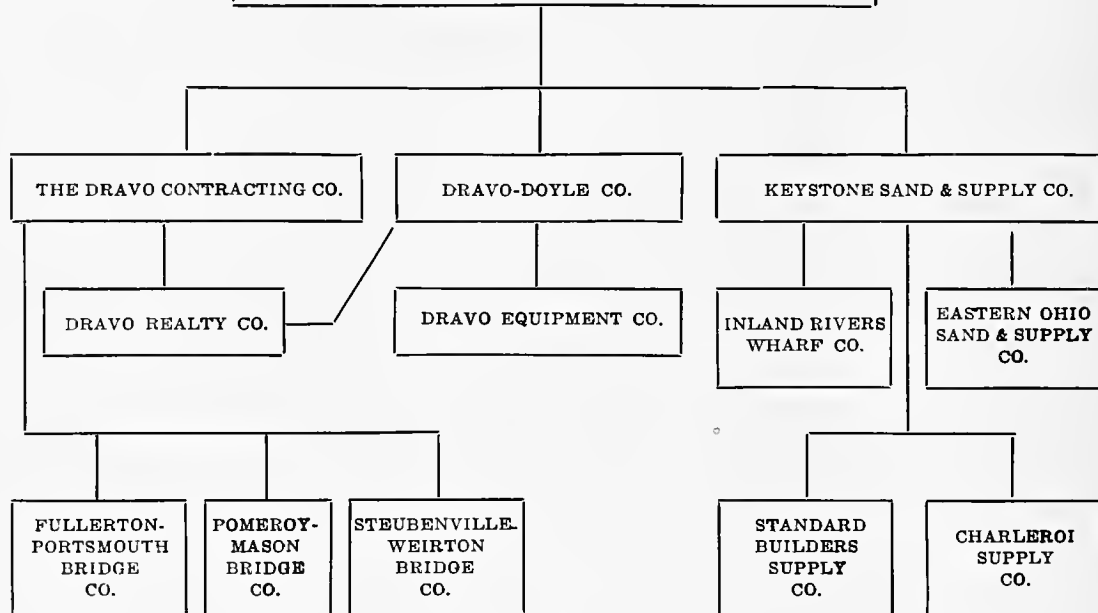 THE DRAVO CONTRACTING CO.
DRAVO-DOYLE CO.
KEYSTONE SAND & SUPPLY CO.
DRAVO REALTY CO.
DRAVO EQUIPMENT CO.
INLAND RIVERS
WHARF CO.
EASTERN OHIO
SAND & SUPPLY
CO.
FULLERTON-
PORTSMOUTH
BRIDGE
CO.
POMEROY-
MASON
BRIDGE
CO.
STEUBENVILLE-
WEIRTON
BRIDGE
CO.
STANDARD
BUILDERS
SUPPLY
CO.
CHARLEROI
SUPPLY
CO.